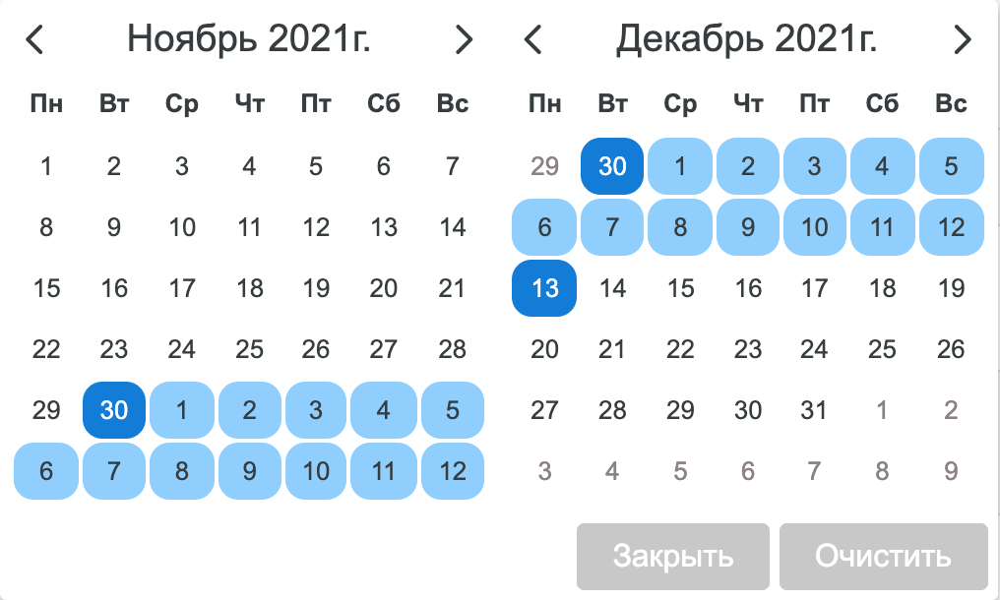 Ноябрь 2021г.
Пн Вт Ср Чт Пт Сб Вс
1 2 3 4 5 6 7
8 9 10 11 12 13 14
15 16 17 18 19 20 21
22 23 24 25 26 27 28
29 30 1 2 3 4 5
6 7 8 9 10 11 12
Декабрь 2021г.
Пн Вт Ср Чт Пт Сб Вс
29 30 1 2 3 4 5
6 7 8 9 10 11 12
13 14 15 16 17 18 19
20 21 22 23 24 25 26
27 28 29 30 31 1 2
3 4 5 6 7 8 9
Закрыть Очистить